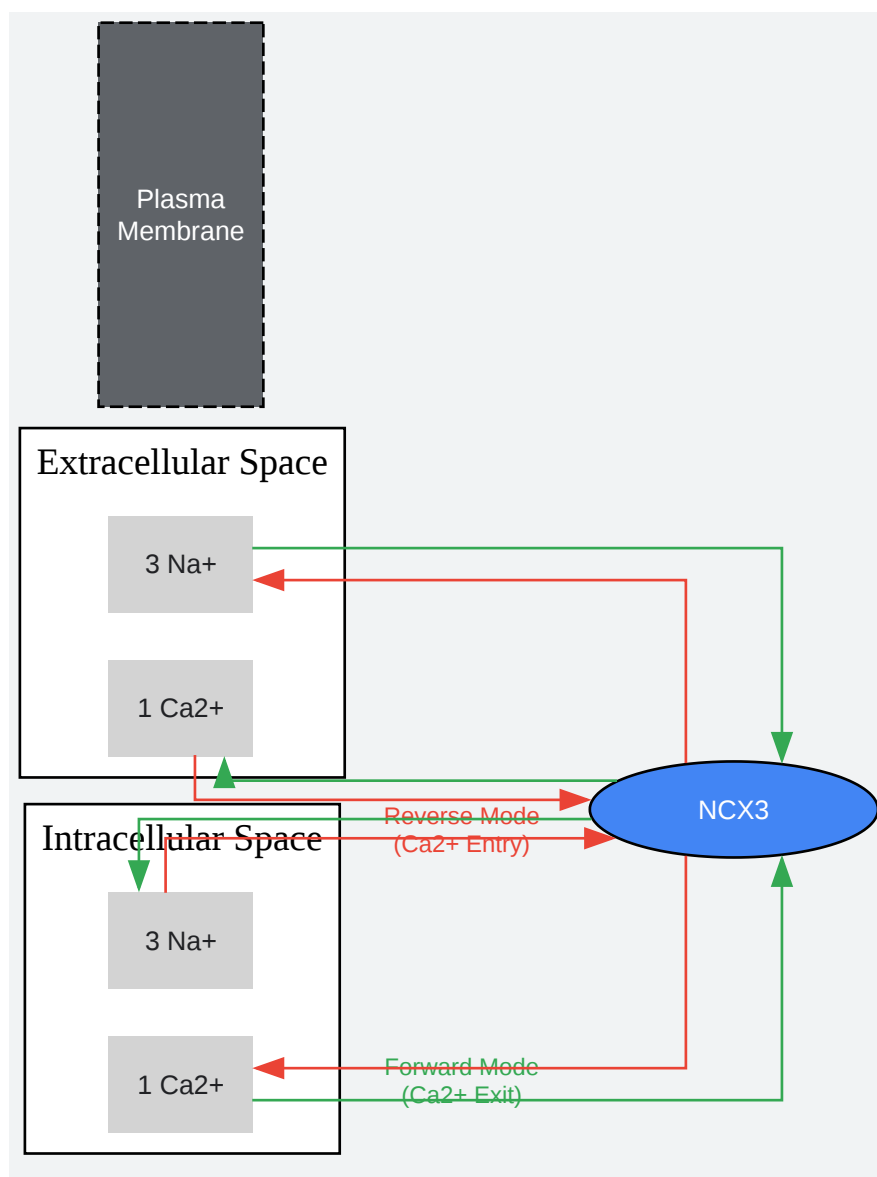 Plasma
Membrane
Extracellular Space
3 Na+
1 Ca2+
NCX3
Reverse Mode
(Ca2+ Entry)
Intracellular Space
3 Na+
1 Ca2+
Forward Mode
(Ca2+ Exit)